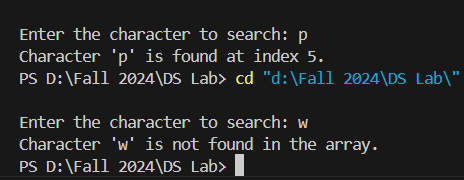 Enter the character to search: p
Character 'p' is found at index 5.
PS D:\Fall 2024\DS Lab> cd "d:\Fall 2024\DS Lab\"
Enter the character to search: w
Character 'w' is not found in the array.
PS D:\Fall 2024\DS Lab>